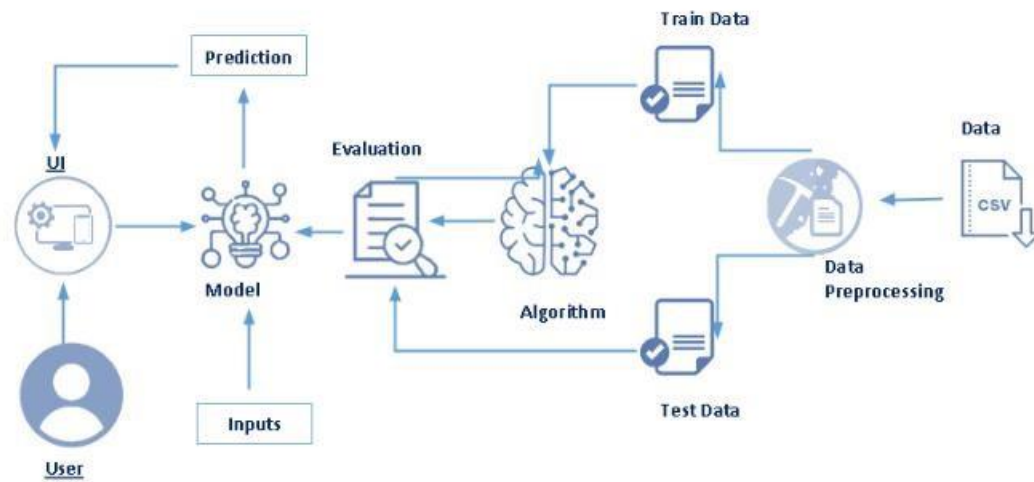 Train Data
Prediction
Data
Evaluation
UI
CSV
Model
Data
Preprocessing
Algorithm
Inputs
Test Data
User